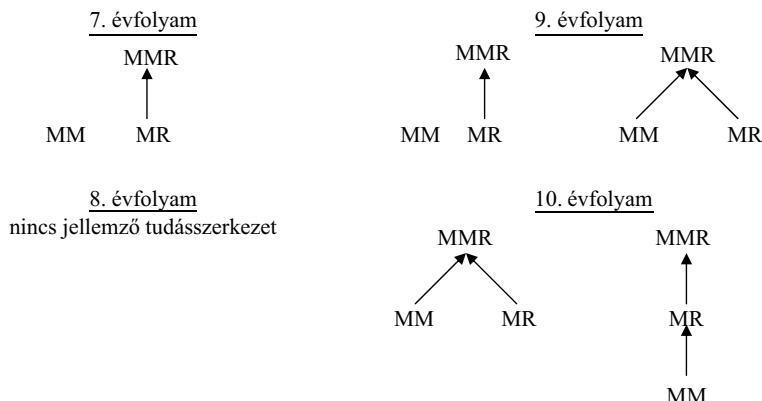 7. évfolyam
MMR
MM MR
8. évfolyam
nincs jellemző tudásszerkezet
9. évfolyam
MMR MMR
MM MR MM MR
10. évfolyam
MMR MMR
MM MR MR
MM